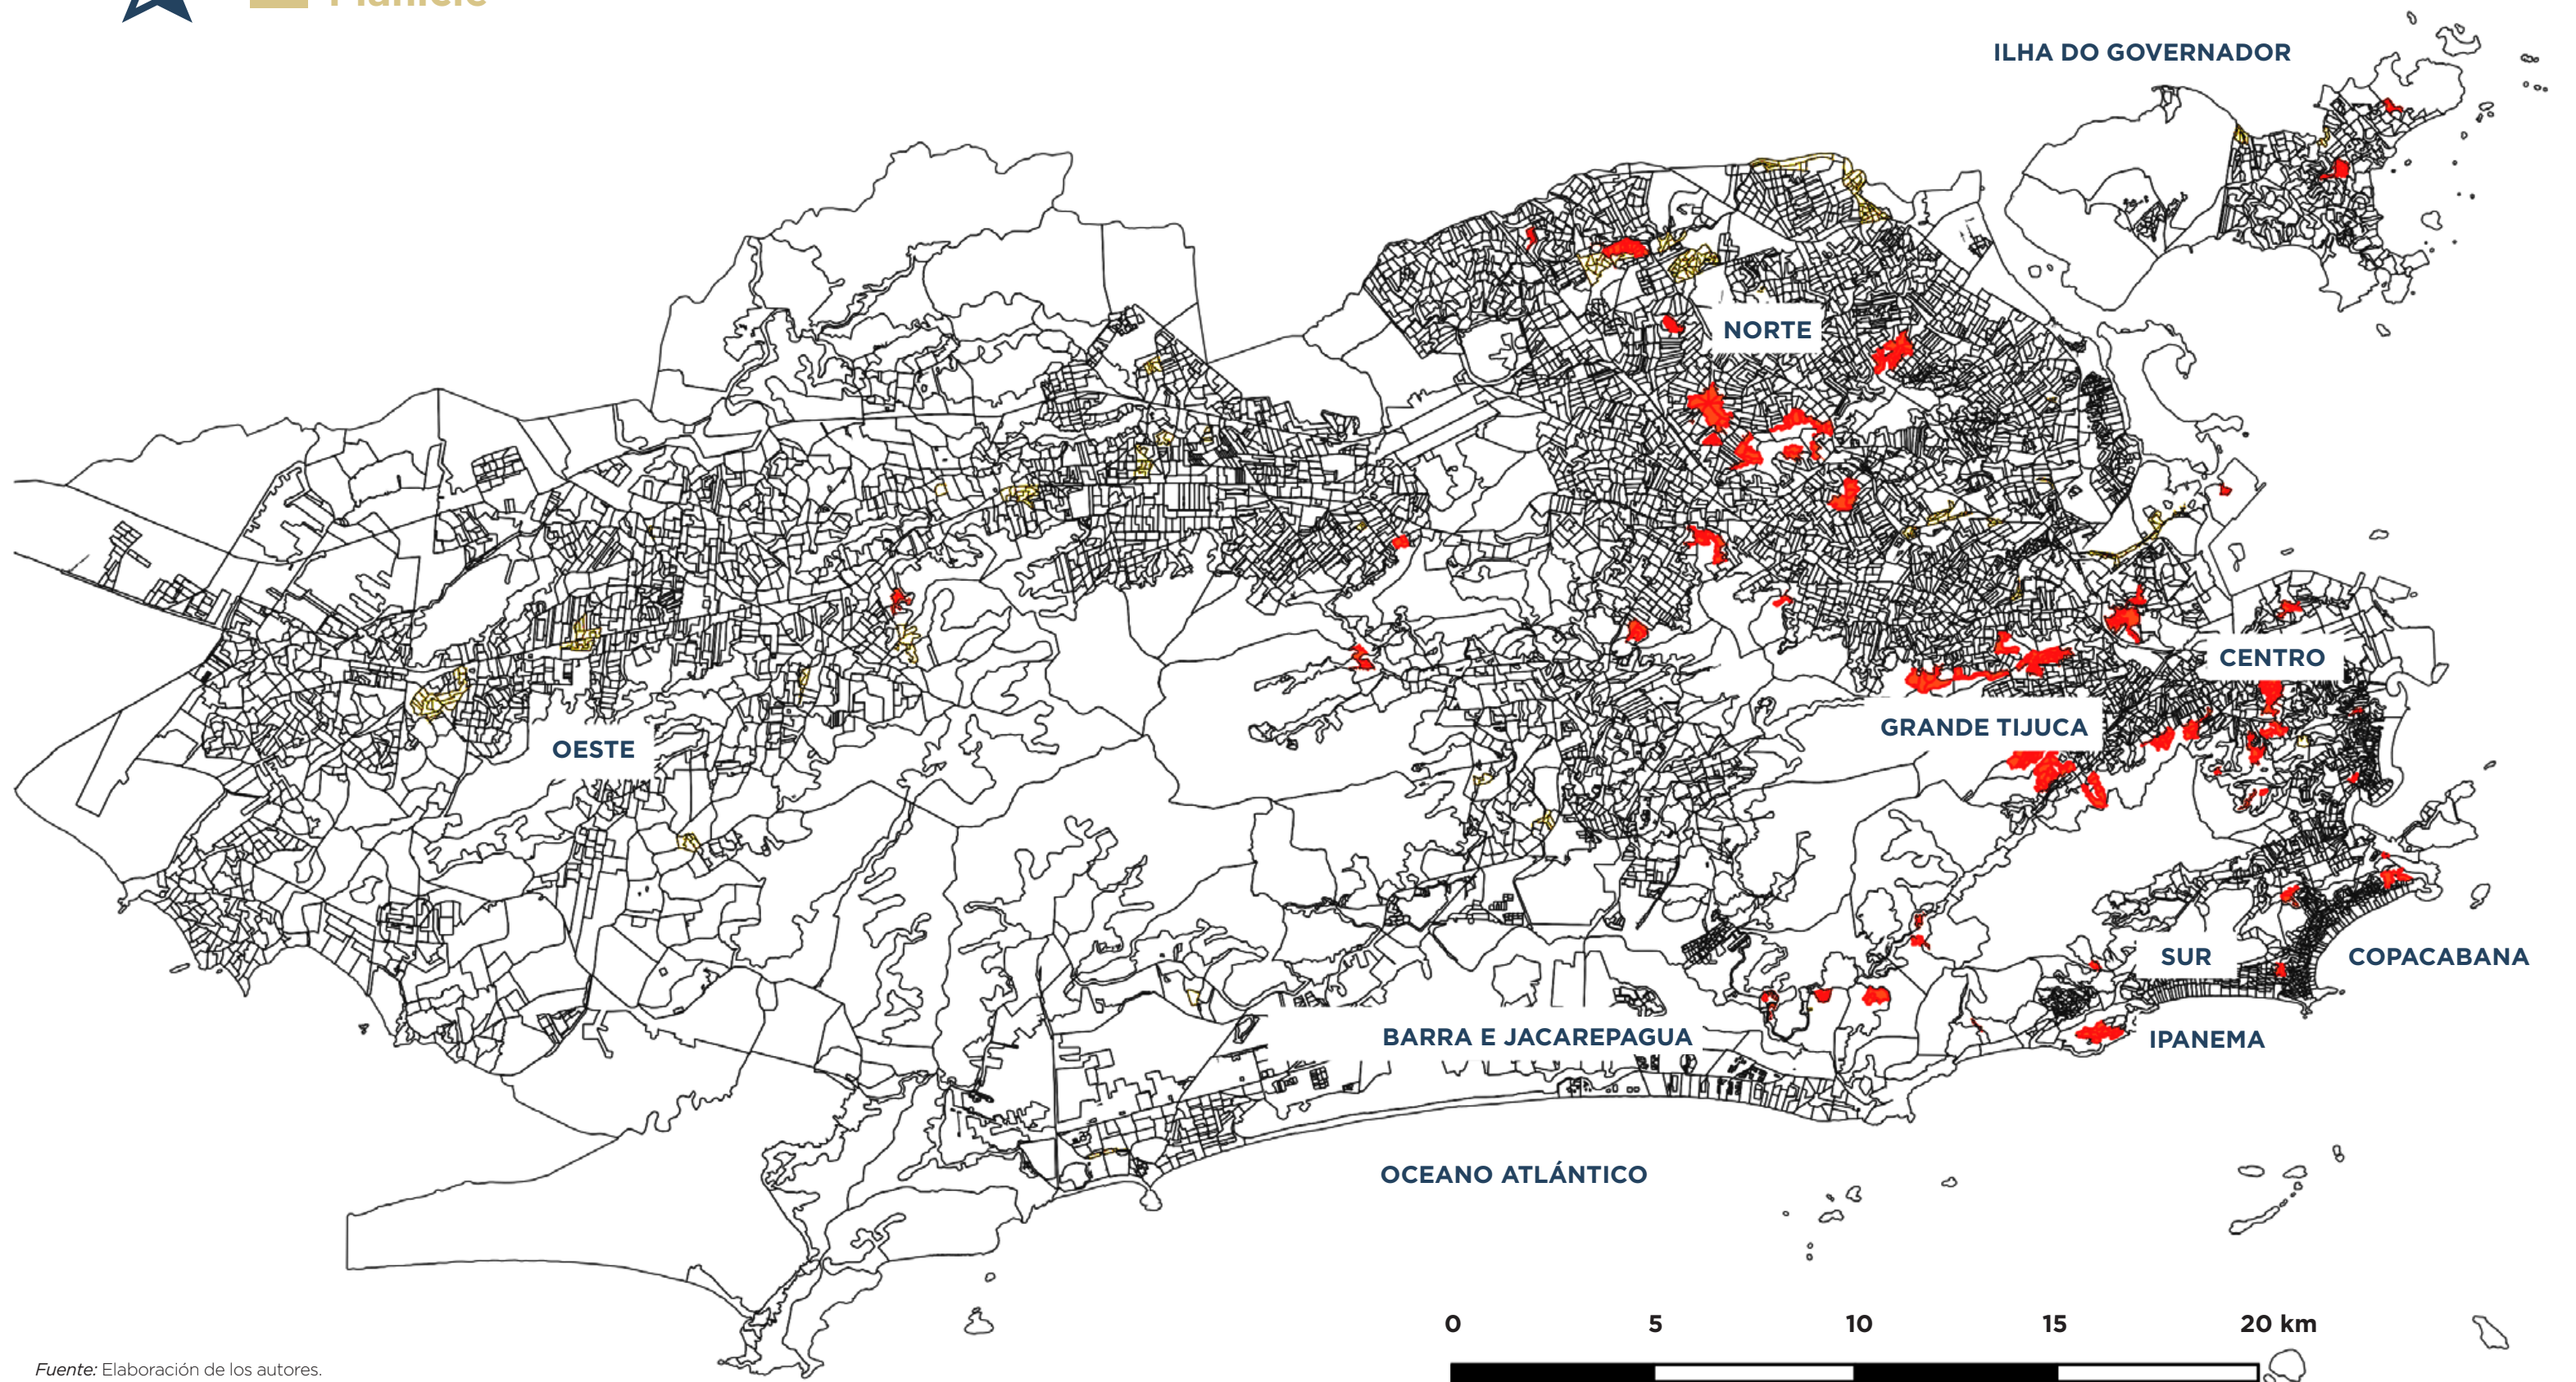 ILHA DO GOVERNADOR
NORTE
CENTRO
GRANDE TIJUCA
OESTE
SUR
COPACABANA
BARRA E JACAREPAGUA
IPANEMA
OCEANO ATLÁNTICO
0 5 10 15 20 km
Fuente: Elaboración de los autores.